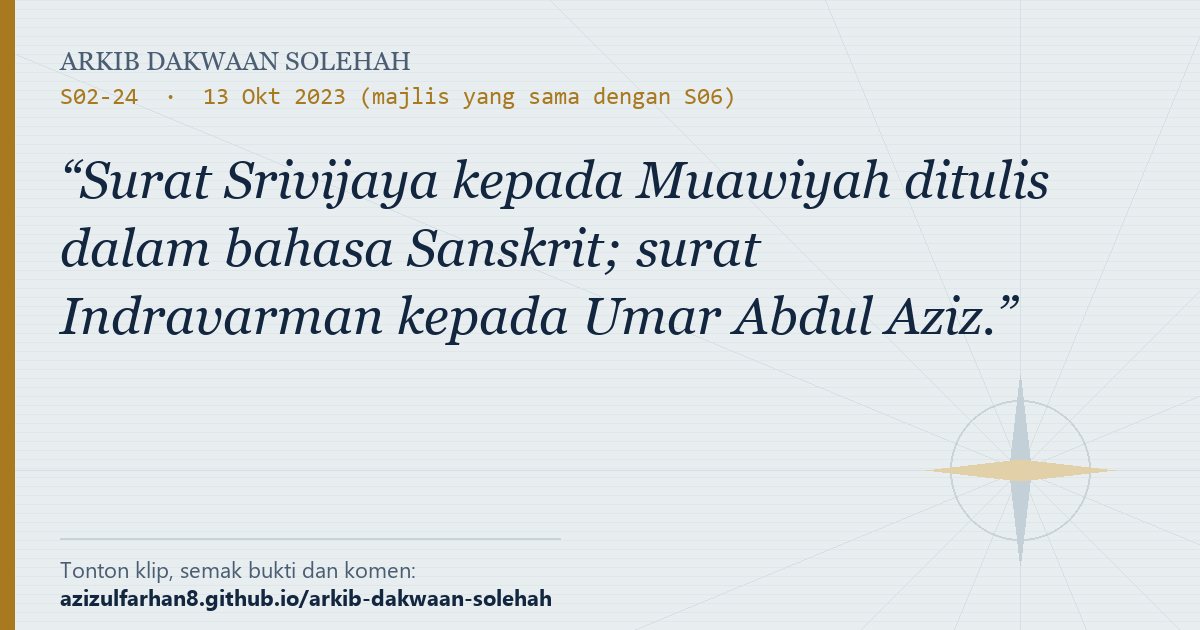 ARKIB DAKWAAN SOLEHAH
S02-24 · 13 Okt 2023 (majlis yang sama dengan S06)
“Surat Srivijaya kepada Muawiyah ditulis
dalam bahasa Sanskrit; surat
Indravarman kepada Umar Abdul Aziz.”
Tonton klip, semak bukti dan komen:
azizulfarhan8.github.io/arkib-dakwaan-solehah